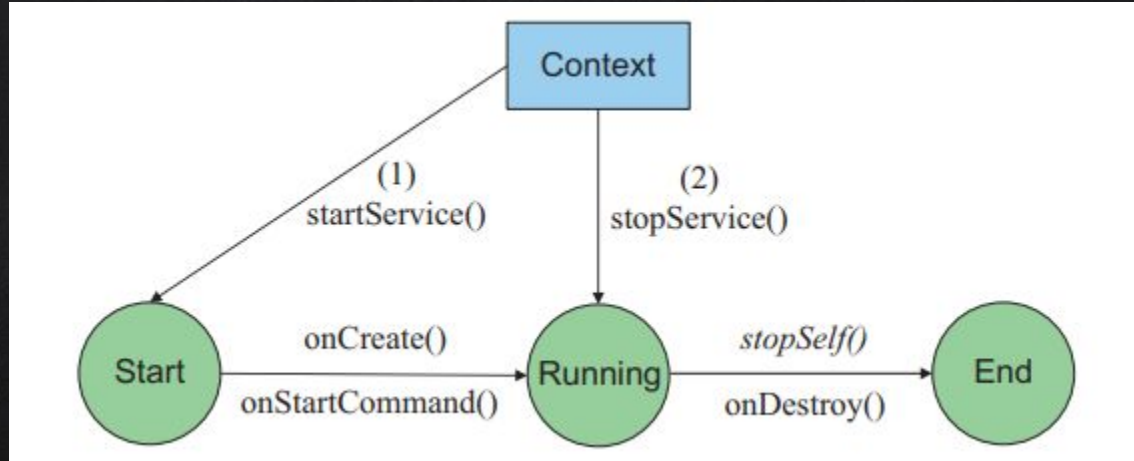 Context
(1)
startService()
(2)
stopService()
Start
onCreate()
onStartCommand()
Running
stopSelf()
onDestroy()
End